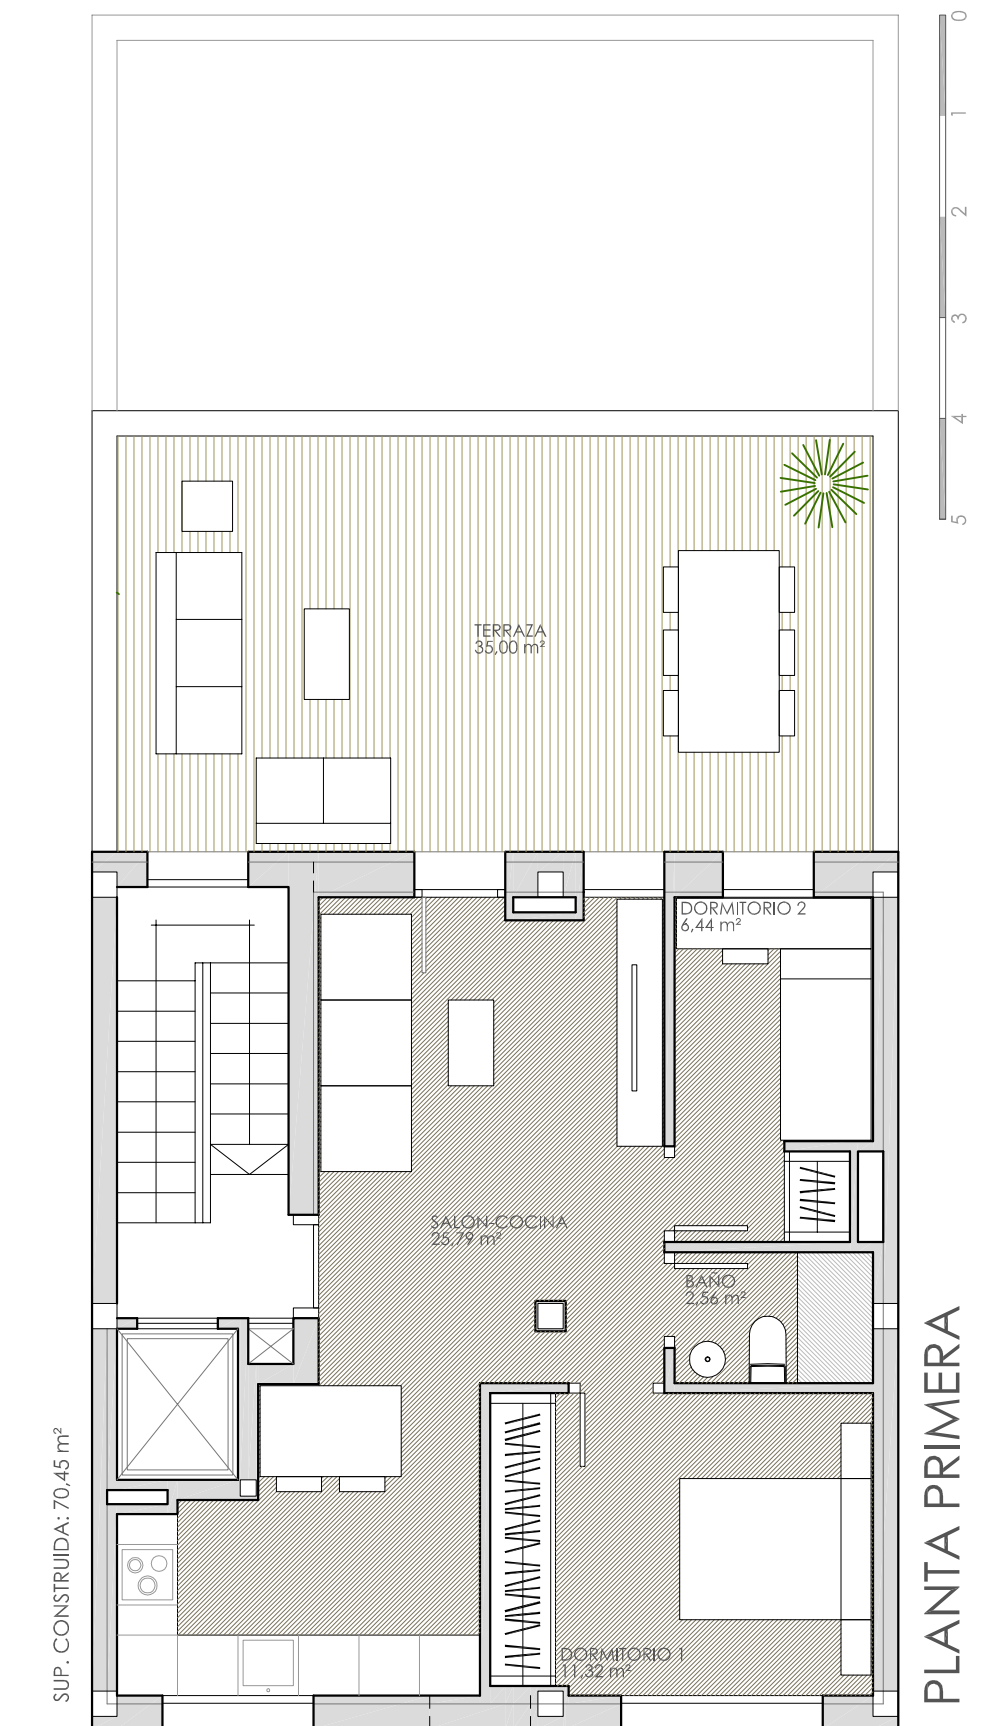 0
1
2
3
4
5
TERRAZA
35,00 m²
DORMITORIO 2
6,44 m²
SALÓN-COCINA
25,79 m²
BAÑO
2,56 m²
DORMITORIO 1
11,32 m²
SUP. CONSTRUIDA: 70,45 m²
PLANTA PRIMERA